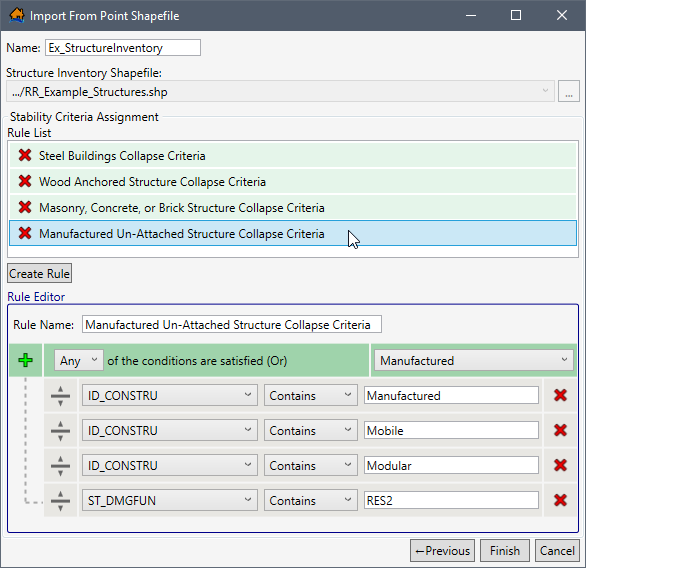 Import From Point Shapefile
Name: Ex_StructureInventory
Structure Inventory Shapefile:
.../RR_Example_Structures.shp ...
Stability Criteria Assignment
Rule List
Steel Buildings Collapse Criteria
Wood Anchored Structure Collapse Criteria
Masonry, Concrete, or Brick Structure Collapse Criteria
Manufactured Un-Attached Structure Collapse Criteria
Create Rule
Rule Editor
Rule Name: Manufactured Un-Attached Structure Collapse Criteria
Any of the conditions are satisfied (Or) Manufactured
ID_CONSTRU Contains Manufactured
ID_CONSTRU Contains Mobile
ID_CONSTRU Contains Modular
ST_DMGFUN Contains RES2
←Previous Finish Cancel